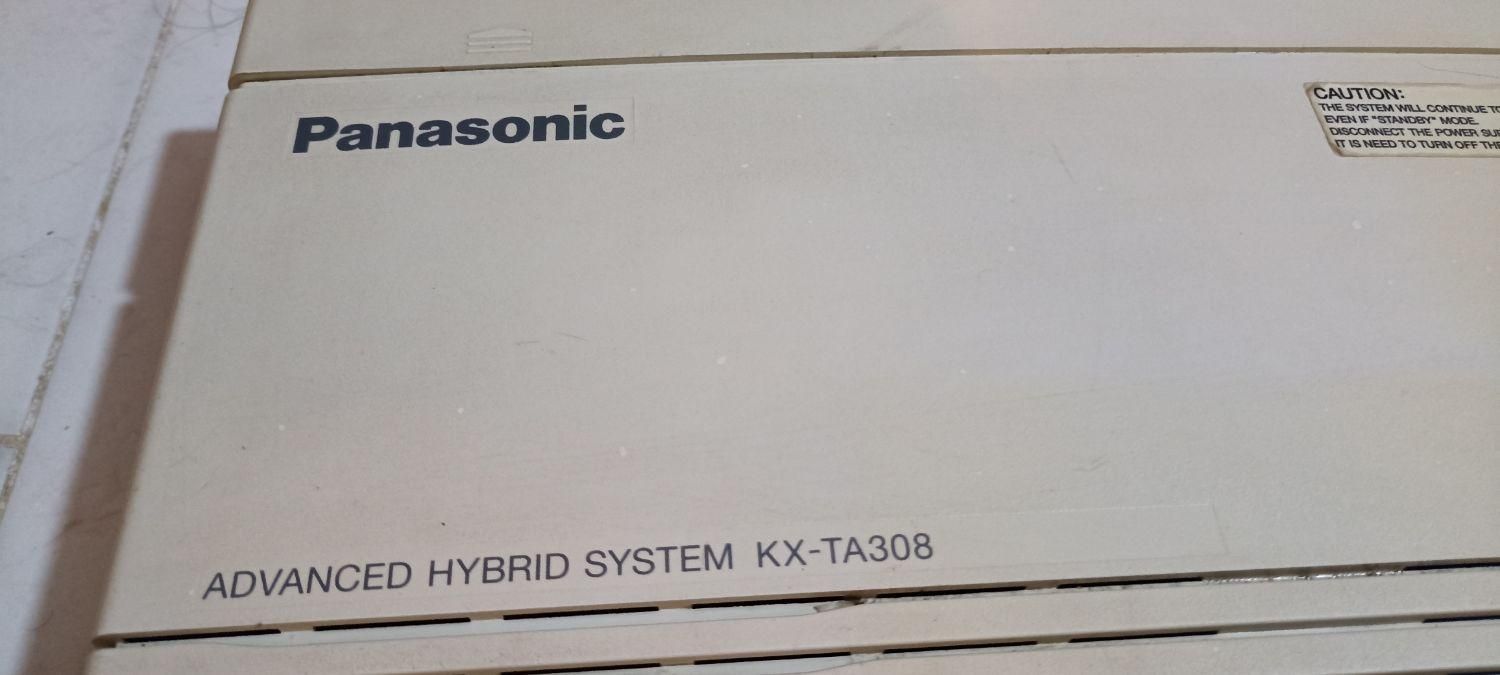 Panasonic
CAUTION:
THE SYSTEM WILL CONTINUE
EVEN IF "STANDBY" MODE.
DISCONNECT THE POWER
IT IS NEED TO TURN OFF
ADVANCED HYBRID SYSTEM KX-TA308